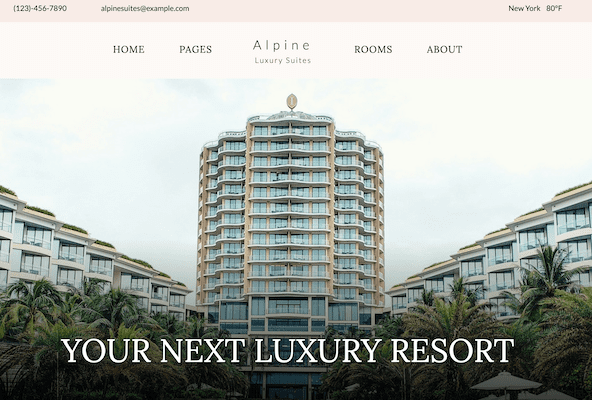 (123)-456-7890 alpinesuites@example.com New York 80°F
HOME PAGES Alpine ROOMS ABOUT
Luxury Suites
YOUR NEXT LUXURY RESORT